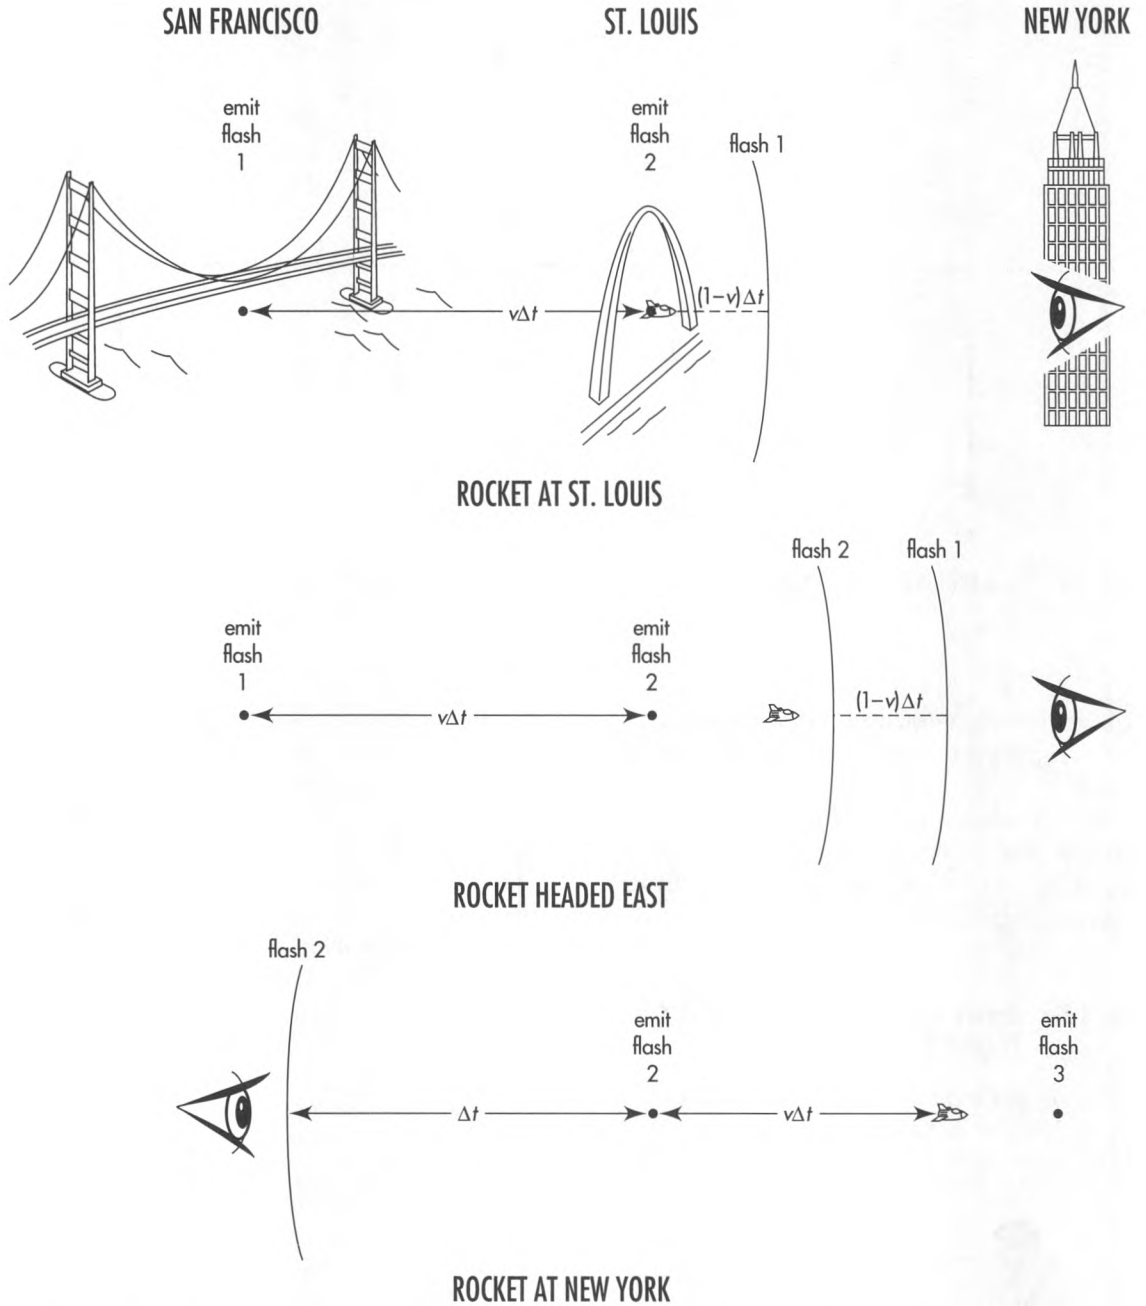 SAN FRANCISCO
ST. LOUIS
NEW YORK
emit
flash
1
emit
flash
2
flash 1
vΔt
(1–v)Δt
ROCKET AT ST. LOUIS
flash 2
flash 1
emit
flash
1
emit
flash
2
vΔt
(1–v)Δt
ROCKET HEADED EAST
flash 2
emit
flash
2
emit
flash
3
Δt
vΔt
ROCKET AT NEW YORK